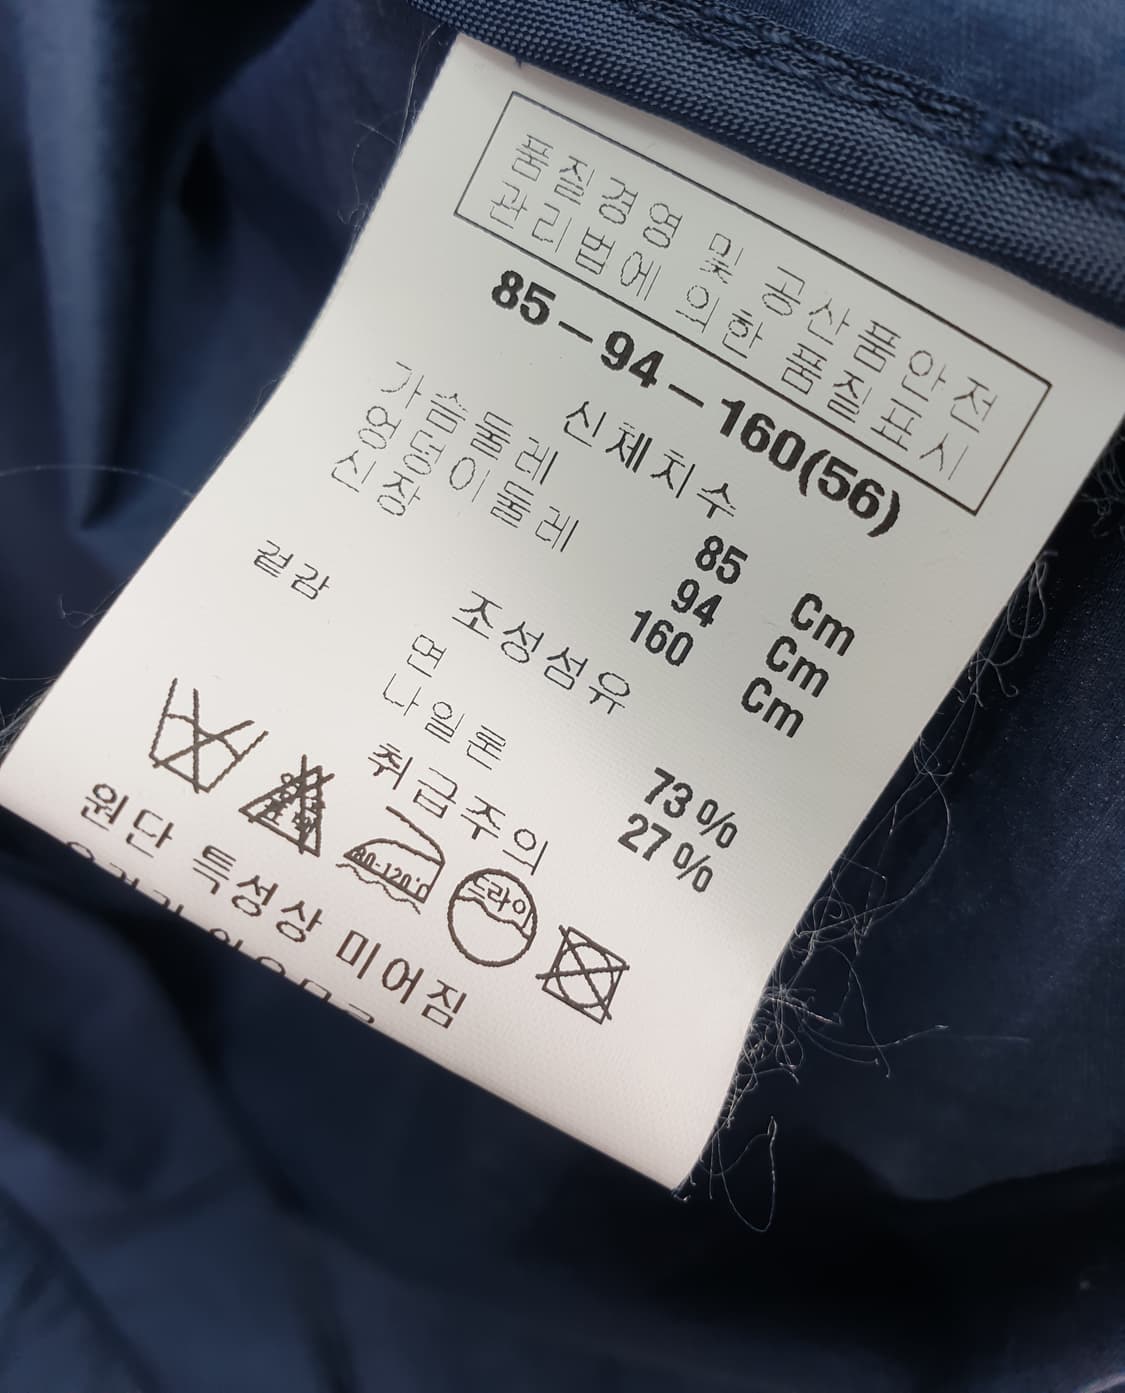 품질경영 및 공산품안전
관리법에 의한 품질표시
85-94-160(56)
신체치수
가슴둘레 85 Cm
엉덩이둘레 94 Cm
신장 160 Cm
조성섬유
겉감 면 73%
나일론 27%
취급주의
80-120℃
드라이
원단 특성상 미어짐